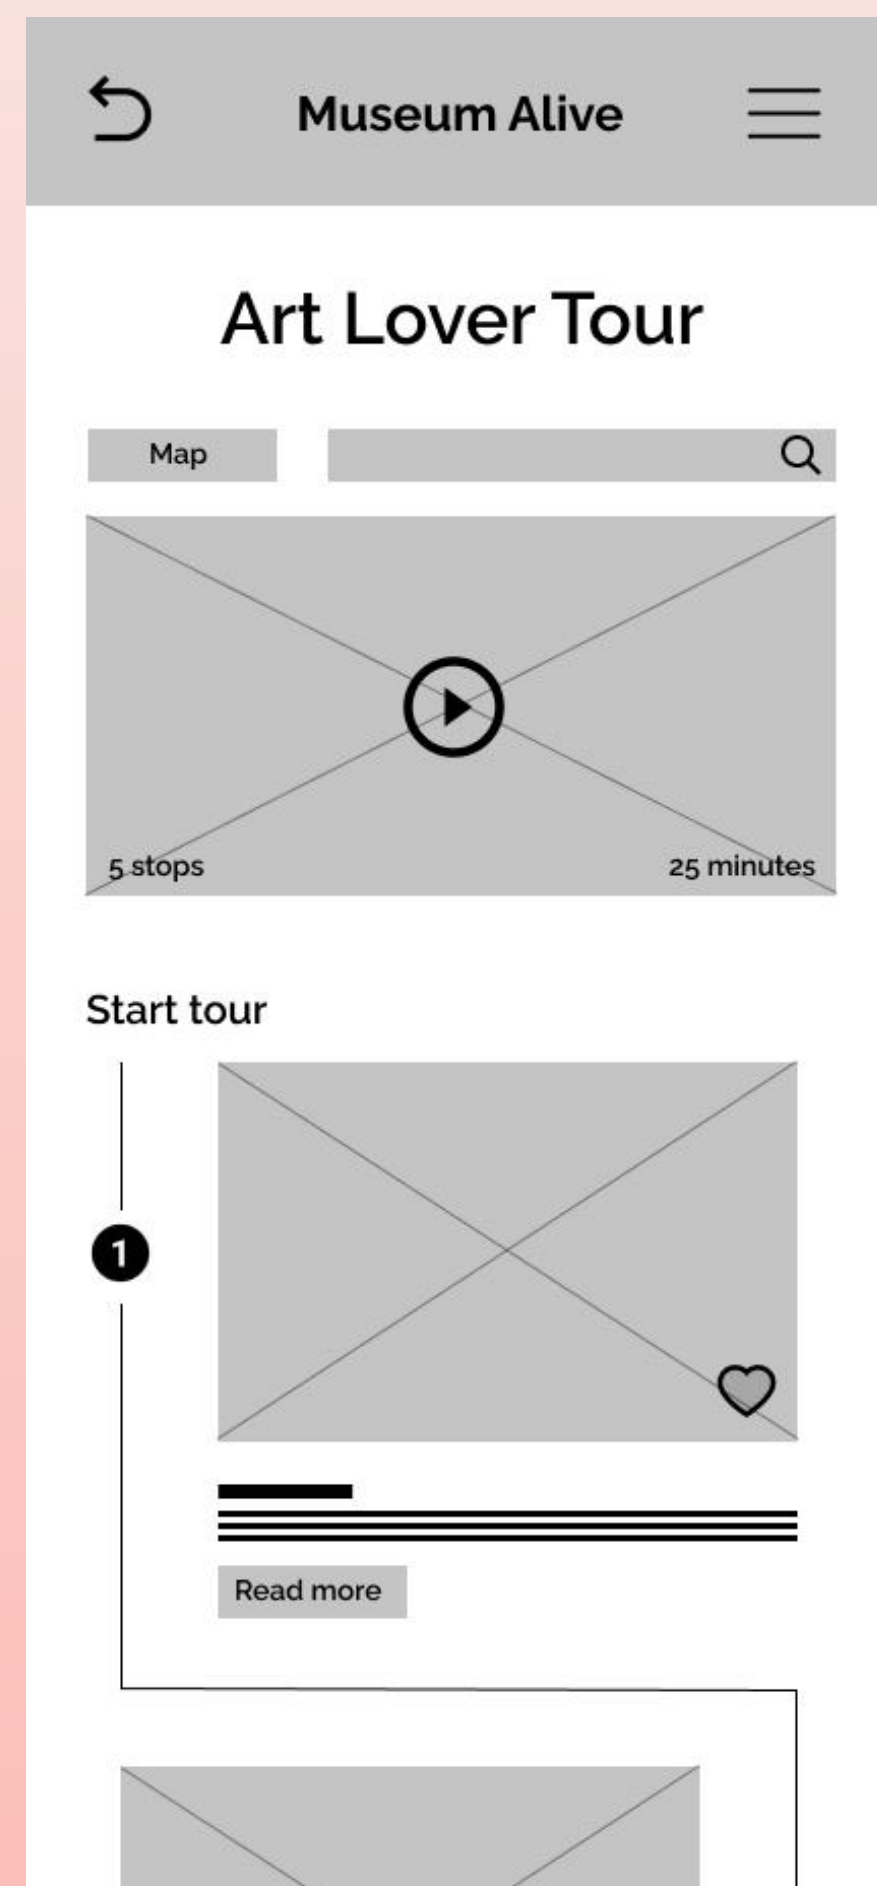 Museum Alive
Art Lover Tour
Map
5 stops
25 minutes
Start tour
1
Read more